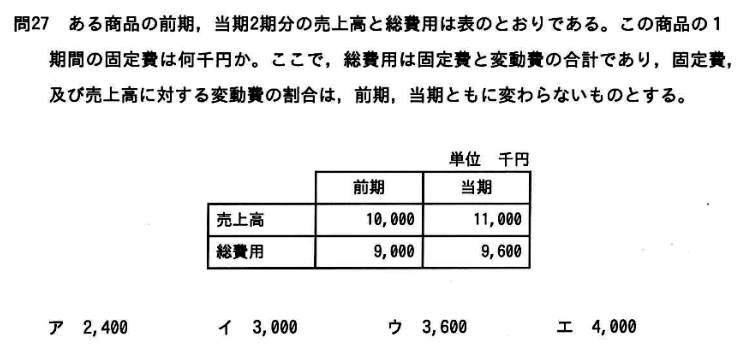 問27　ある商品の前期，当期2期分の売上高と総費用は表のとおりである。この商品の１
期間の固定費は何千円か。ここで，総費用は固定費と変動費の合計であり，固定費，
及び売上高に対する変動費の割合は，前期，当期ともに変わらないものとする。
単位　千円
前期　当期
売上高　10,000　11,000
総費用　9,000　9,600
ア　2,400　イ　3,000　ウ　3,600　エ　4,000